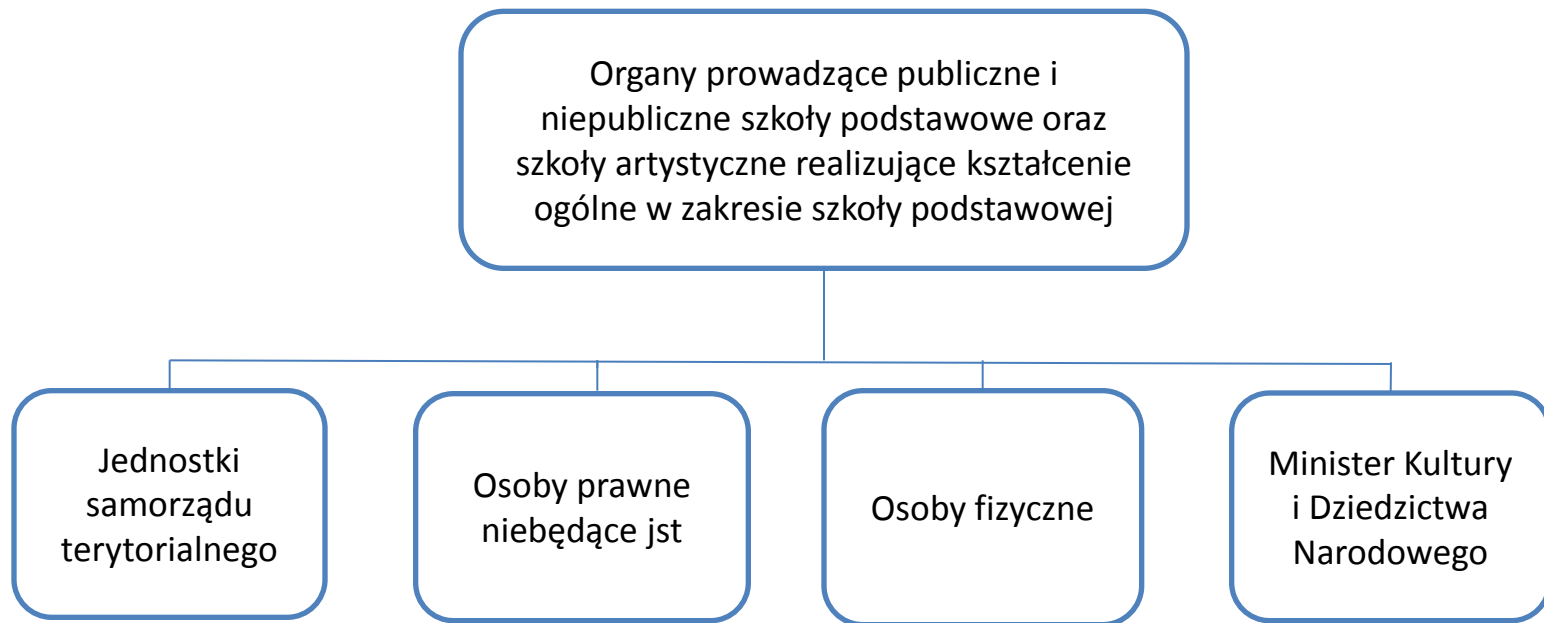 Organy prowadzące publiczne i
niepubliczne szkoły podstawowe oraz
szkoły artystyczne realizujące kształcenie
ogólne w zakresie szkoły podstawowej
Jednostki
samorządu
terytorialnego
Osoby prawne
niebędące jst
Osoby fizyczne
Minister Kultury
i Dziedzictwa
Narodowego